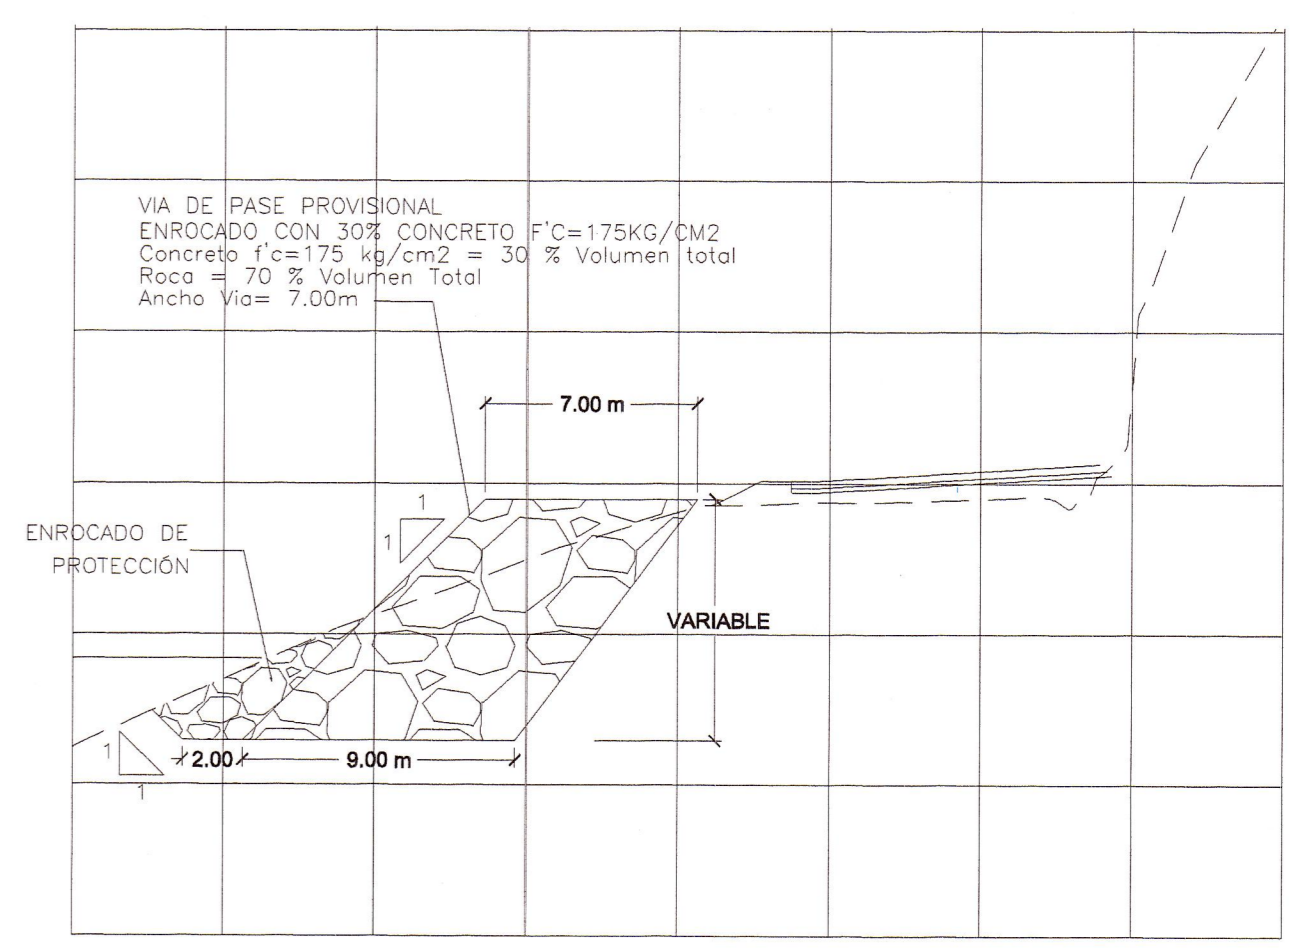 VIA DE PASE PROVISIONAL
ENROCADO CON 30% CONCRETO F'C=175KG/CM2
Concreto f'c=175 kg/cm2 = 30 % Volumen total
Roca = 70 % Volumen Total
Ancho Via= 7.00m
7.00 m
1
1
ENROCADO DE
PROTECCIÓN
VARIABLE
1
1
2.00
9.00 m